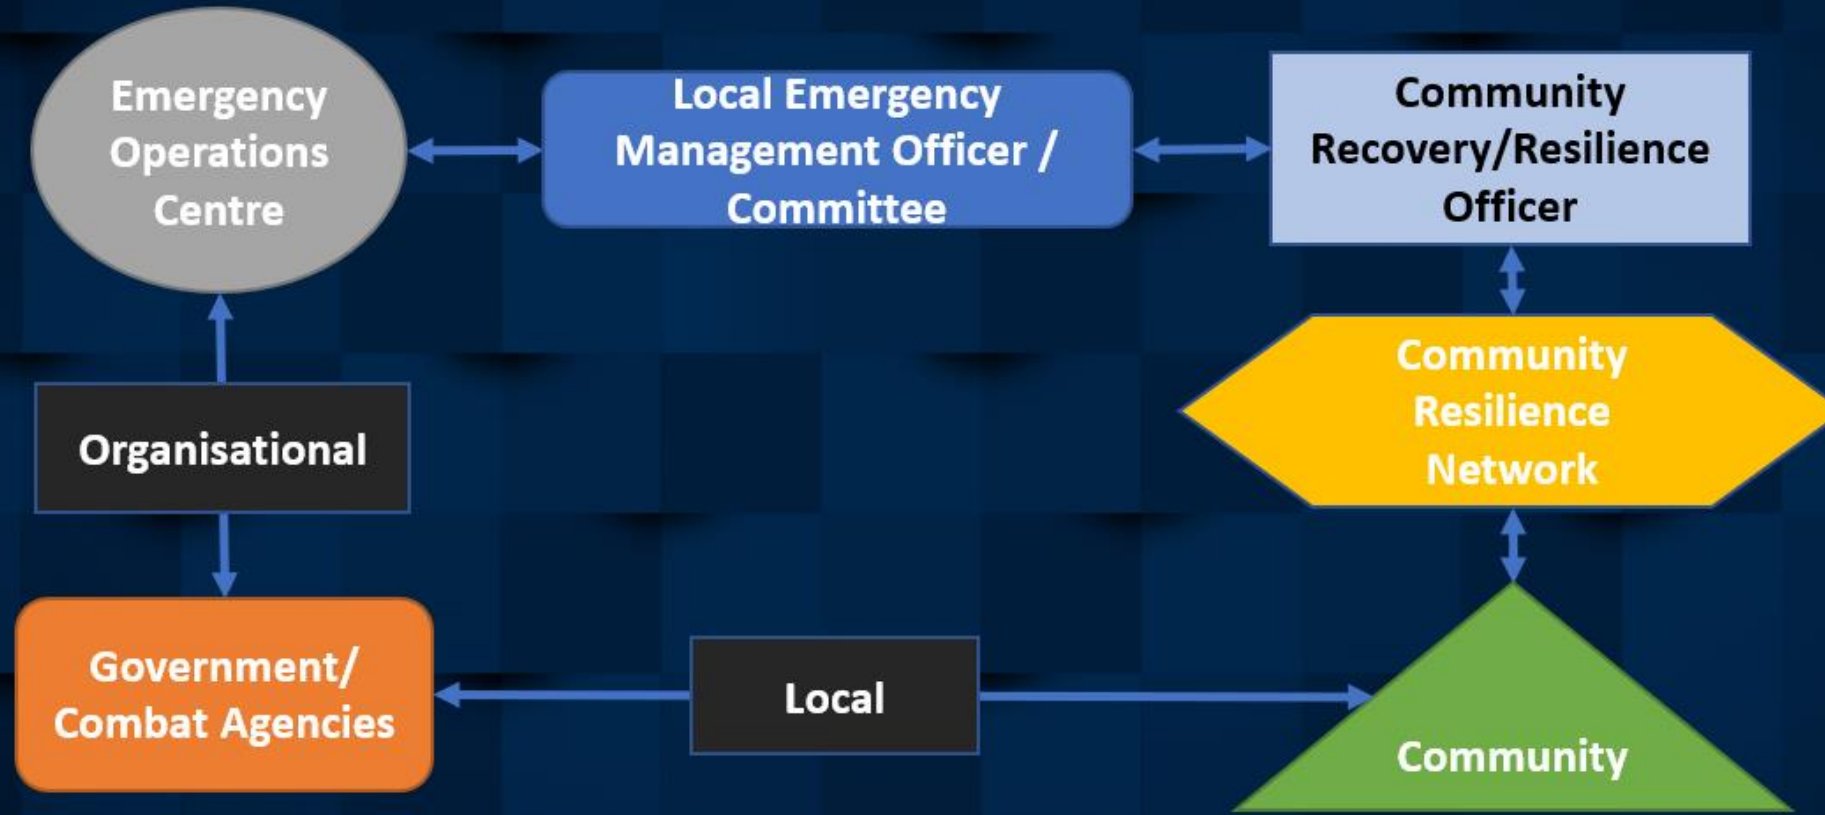 Emergency
Operations
Centre
Local Emergency
Management Officer /
Committee
Community
Recovery/Resilience
Officer
Community
Resilience
Network
Organisational
Government/
Combat Agencies
Local
Community